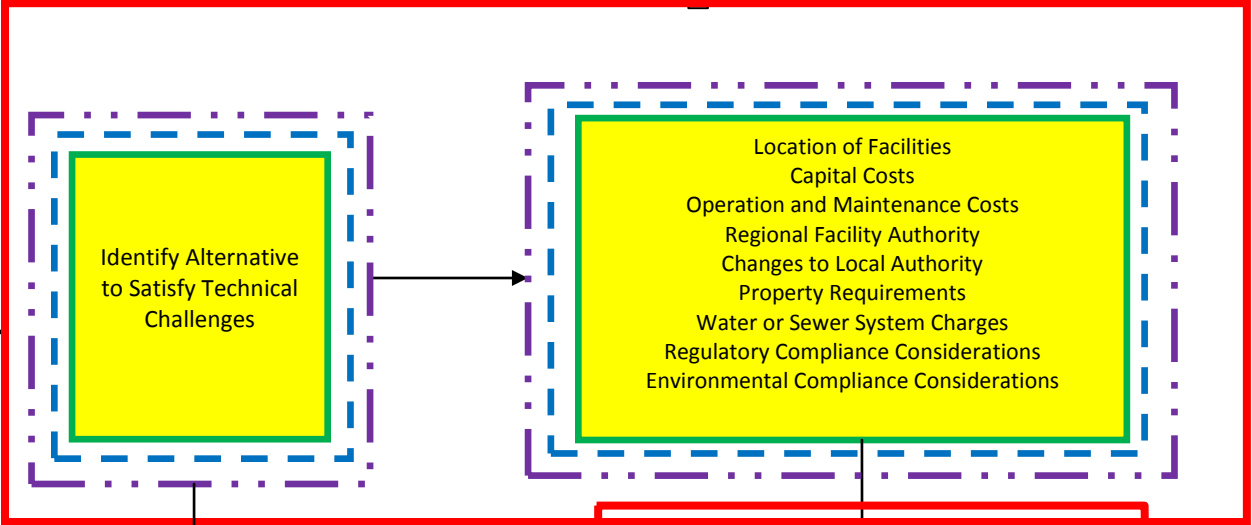 Identify Alternative
to Satisfy Technical
Challenges
Location of Facilities
Capital Costs
Operation and Maintenance Costs
Regional Facility Authority
Changes to Local Authority
Property Requirements
Water or Sewer System Charges
Regulatory Compliance Considerations
Environmental Compliance Considerations